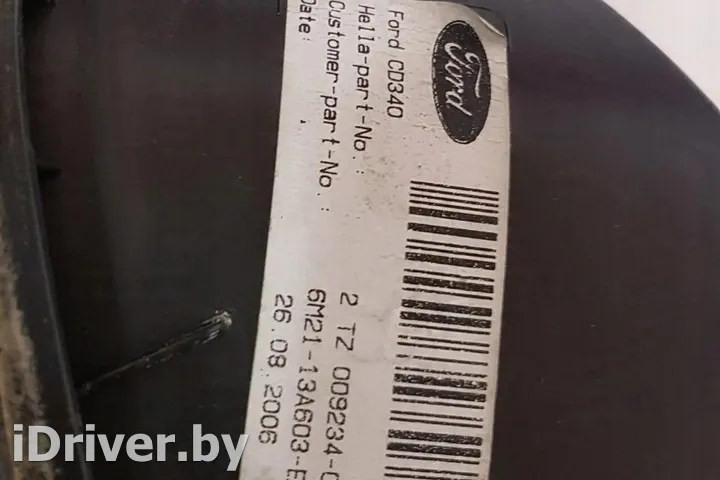 Ford
Ford CD340
Hella-part-No.: 2 TZ 009234-
Customer-part-No.: 6M21-13A603-
Date: 26.08.2006
iDriver.by